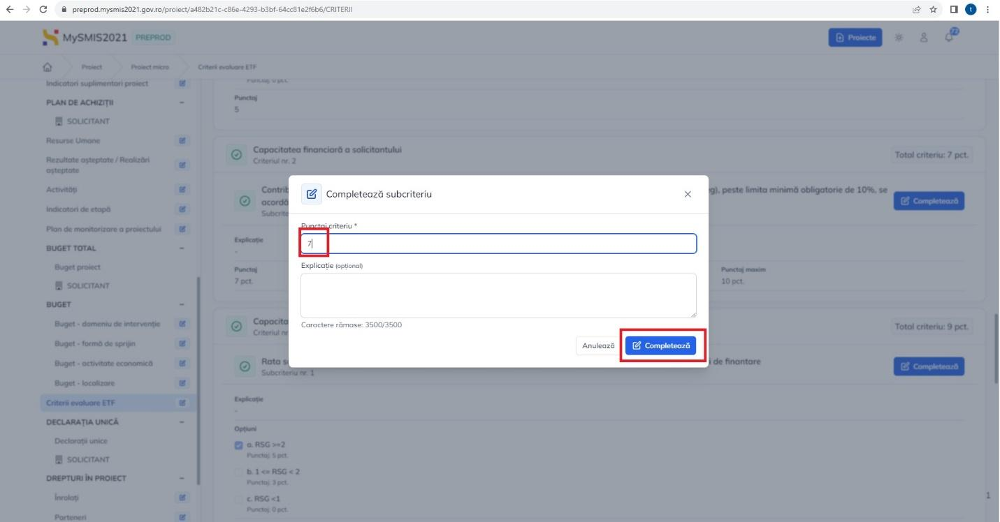 preprod.mysmis2021.gov.ro/proiect/a482b21c-c86e-4293-b3bf-64cc81e2f6b6/CRITERII
t
MySMIS2021 PREPROD
Proiecte
72
Proiect
Proiect micro
Criterii evaluare ETF
Indicatori suplimentari proiect
PLAN DE ACHIZIȚII
SOLICITANT
Resurse Umane
Rezultate așteptate / Realizări
așteptate
Activități
Indicatori de etapă
Plan de monitorizare a proiectului
BUGET TOTAL
Buget proiect
SOLICITANT
BUGET
Buget - domeniu de intervenție
Buget - formă de sprijin
Buget - activitate economică
Buget - localizare
Criterii evaluare ETF
DECLARAȚIA UNICĂ
Declarații unice
SOLICITANT
DREPTURI ÎN PROIECT
Înrolați
Parteneri
Punctaj: 0 pct.
Punctaj
5
Capacitatea financiară a solicitantului
Criteriul nr. 2
Total criteriu: 7 pct.
Contrib
eg), peste limita minimă obligatorie de 10%, se
acordă
Subcrite
Completează
Explicație
-
Punctaj
7 pct.
Punctaj maxim
10 pct.
Completează subcriteriu
Punctaj criteriu *
7
Explicație (opțional)
Caractere rămase: 3500/3500
Anulează
Completează
Capacita
Criteriul nr
Total criteriu: 9 pct.
Rata s
i de finantare
Subcriteriu nr. 1
Completează
Explicație
-
Opțiuni
a. RSG >=2
Punctaj: 5 pct.
b. 1 <= RSG < 2
Punctaj: 3 pct.
c. RSG <1
Punctaj: 0 pct.
1